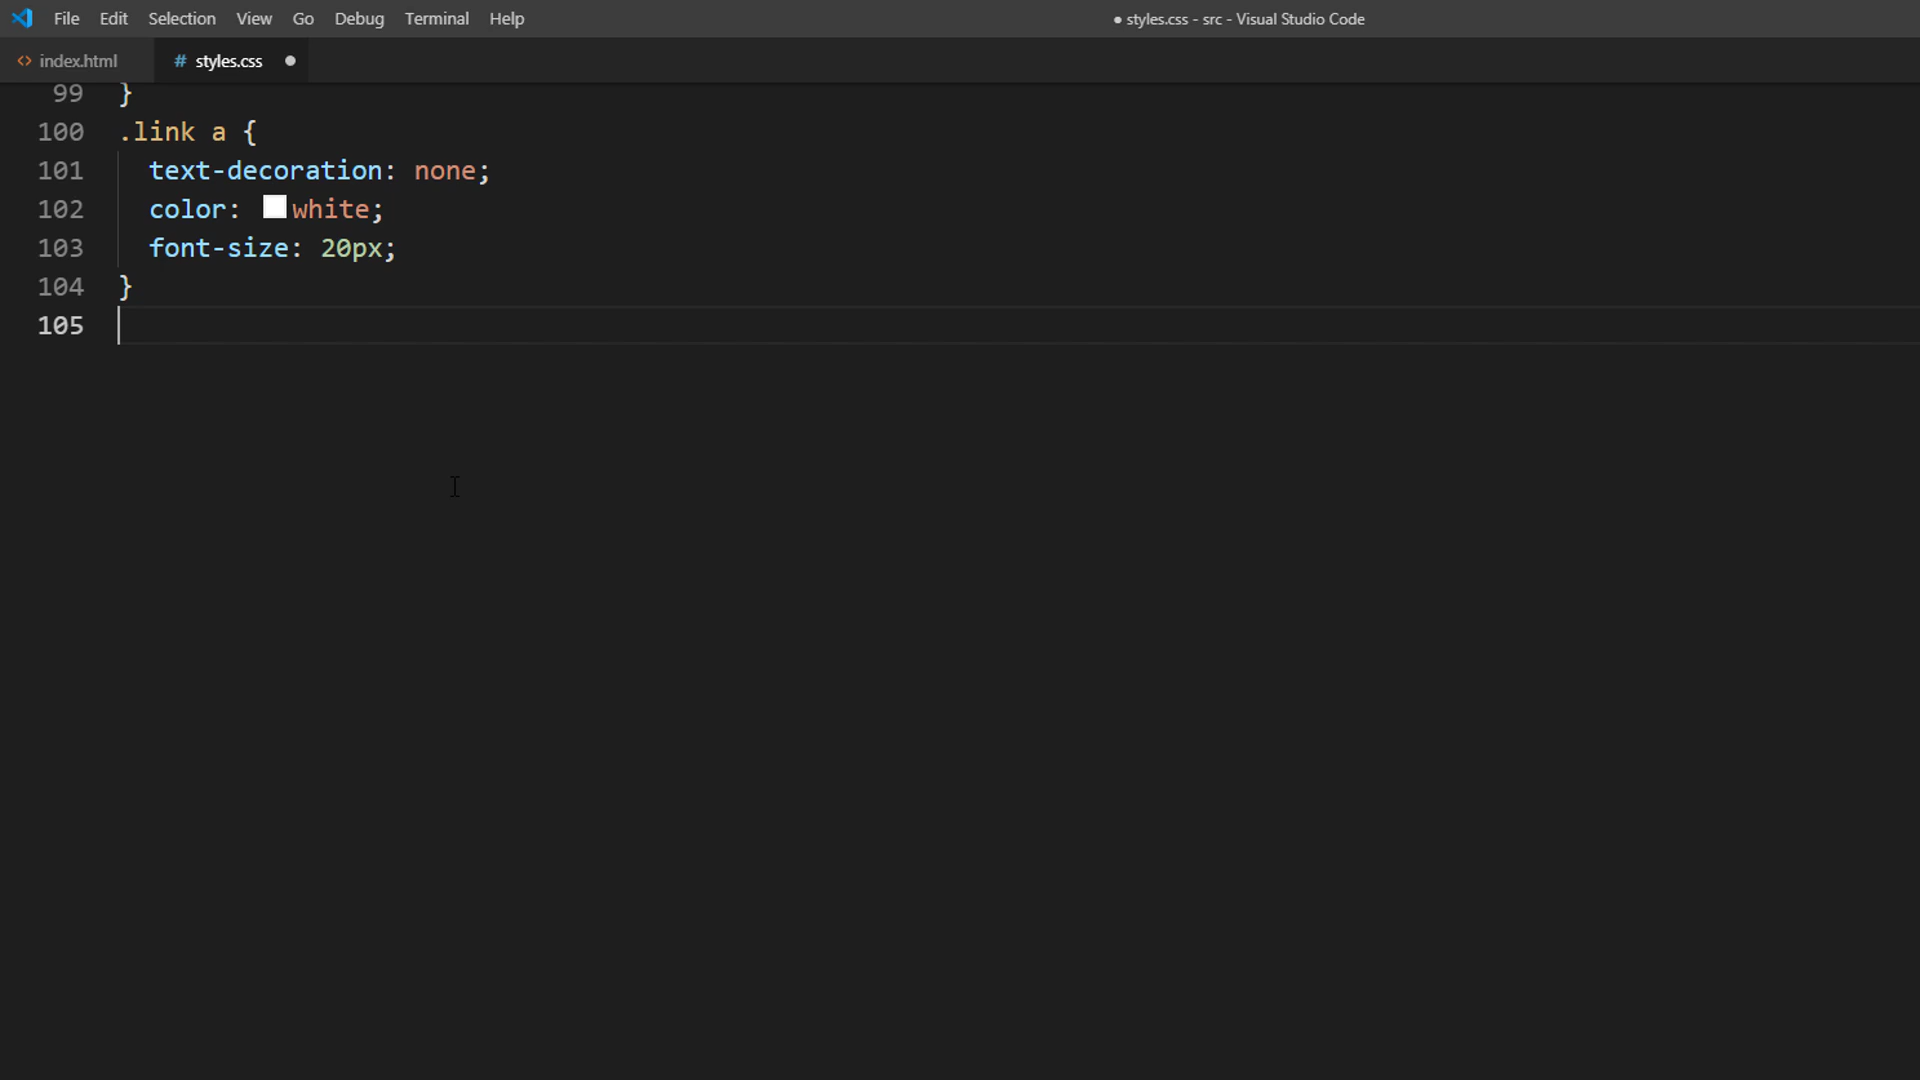 File Edit Selection View Go Debug Terminal Help ● styles.css - src - Visual Studio Code
<> index.html # styles.css ●
99 }
100 .link a {
101 text-decoration: none;
102 color: white;
103 font-size: 20px;
104 }
105